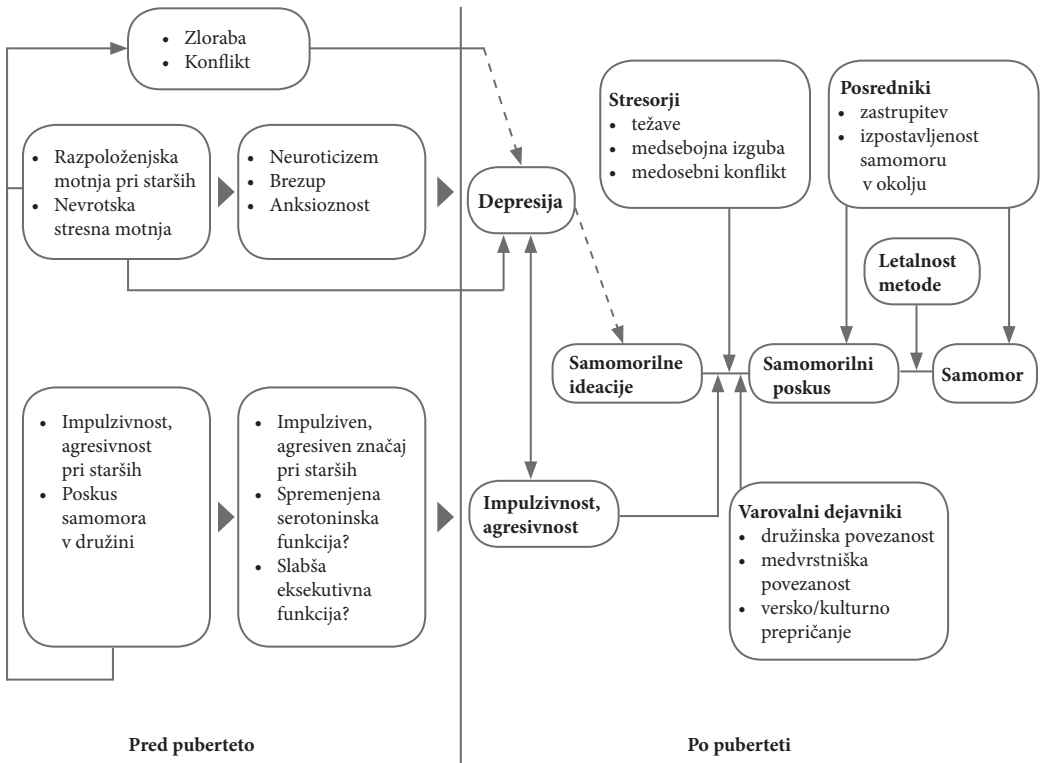 • Zloraba
• Konflikt
• Razpoloženjska
motnja pri starših
• Nevrotska
stresna motnja
• Neuroticizem
• Brezup
• Anksioznost
Depresija
Stresorji
• težave
• medsebojna izguba
• medosebni konflikt
Posredniki
• zastrupitev
• izpostavljenost
samomoru
v okolju
Letalnost
metode
Samomorilne
ideacije
Samomorilni
poskus
Samomor
• Impulzivnost,
agresivnost
pri starših
• Poskus
samomora
v družini
• Impulziven,
agresiven značaj
pri starših
• Spremenjena
serotoninska
funkcija?
• Slabša
eksekutivna
funkcija?
Impulzivnost,
agresivnost
Varovalni dejavniki
• družinska povezanost
• medvrstniška
povezanost
• versko/kulturno
prepričanje
Pred puberteto
Po puberteti